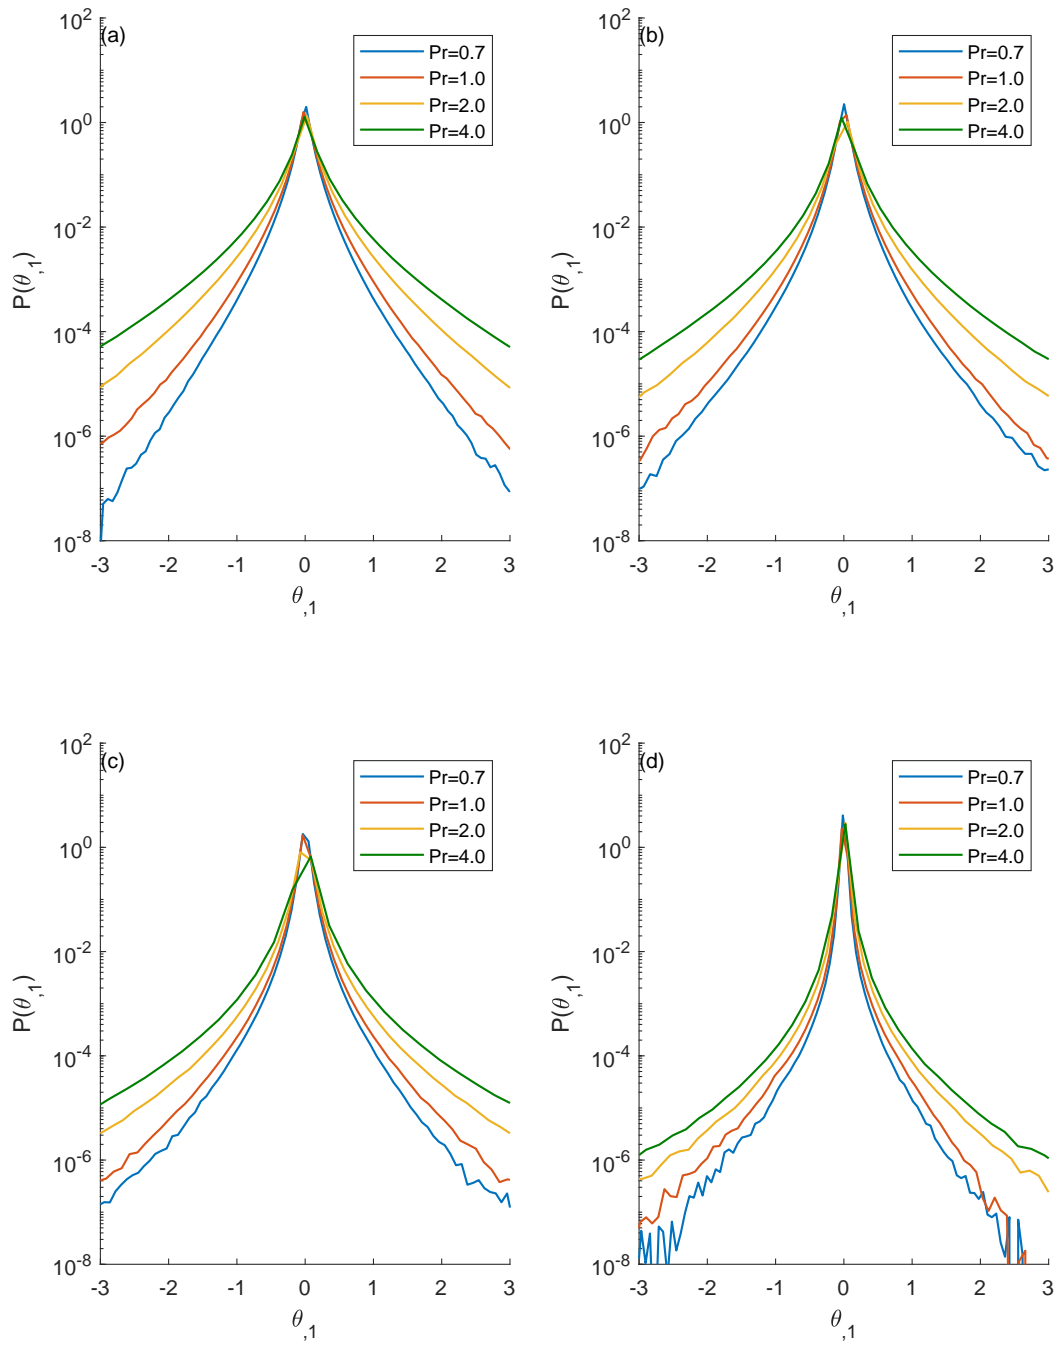 (a)
10^2
10^0
10^-2
10^-4
10^-6
10^-8
P(θ,1)
-3 -2 -1 0 1 2 3
θ,1
Pr=0.7
Pr=1.0
Pr=2.0
Pr=4.0
(b)
10^2
10^0
10^-2
10^-4
10^-6
10^-8
P(θ,1)
-3 -2 -1 0 1 2 3
θ,1
Pr=0.7
Pr=1.0
Pr=2.0
Pr=4.0
(c)
10^2
10^0
10^-2
10^-4
10^-6
10^-8
P(θ,1)
-3 -2 -1 0 1 2 3
θ,1
Pr=0.7
Pr=1.0
Pr=2.0
Pr=4.0
(d)
10^2
10^0
10^-2
10^-4
10^-6
10^-8
P(θ,1)
-3 -2 -1 0 1 2 3
θ,1
Pr=0.7
Pr=1.0
Pr=2.0
Pr=4.0